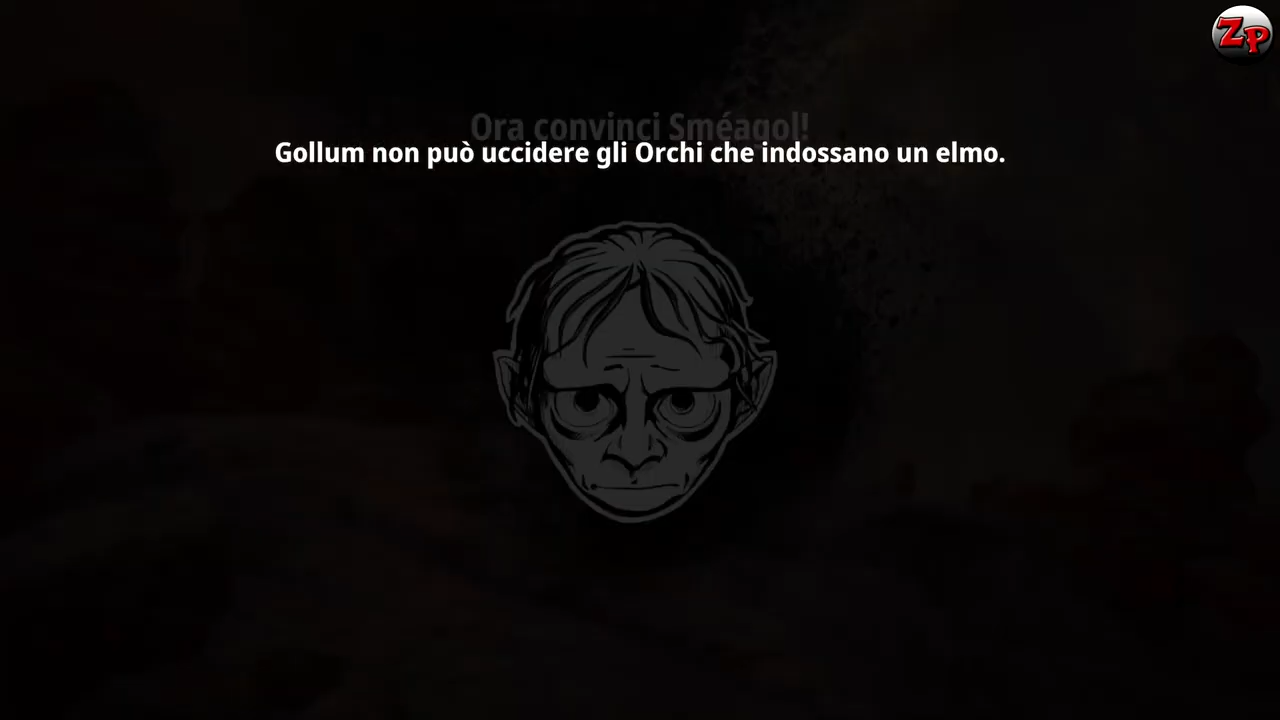 ZP
Ora convinci Sméagol!
Gollum non può uccidere gli Orchi che indossano un elmo.